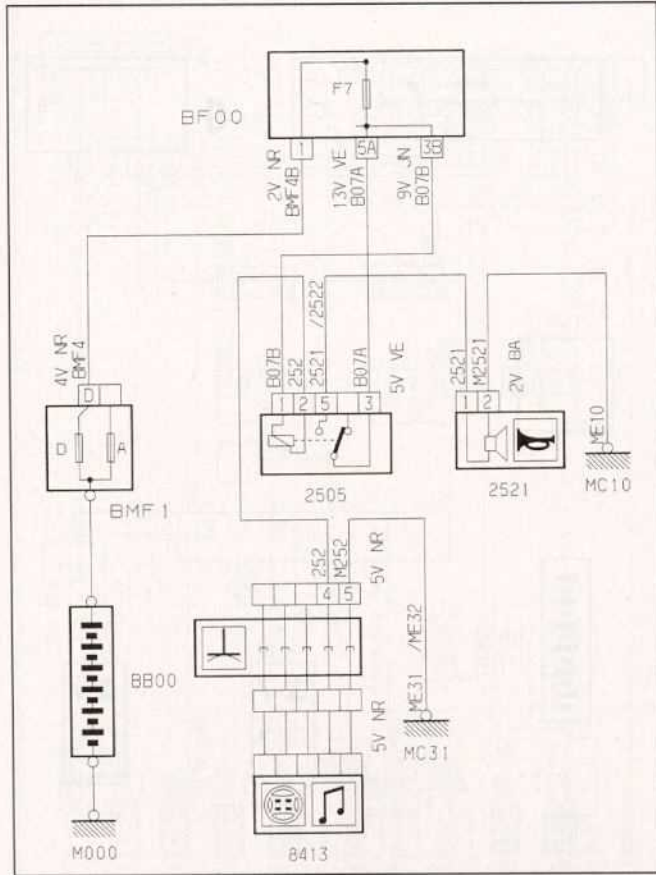 F7
BF00
1
5A
3B
2V NR
BMF4B
13V VE
B07A
9V JN
B07B
4V NR
BMF4
D
D
A
BMF1
B07B
252
2521
/2522
B07A
5V VE
1
2
5
3
2505
2521
M2521
2V BA
1
2
2521
ME10
MC10
252
M252
5V NR
4
5
BB00
ME31
/ME32
MC31
5V NR
M000
8413